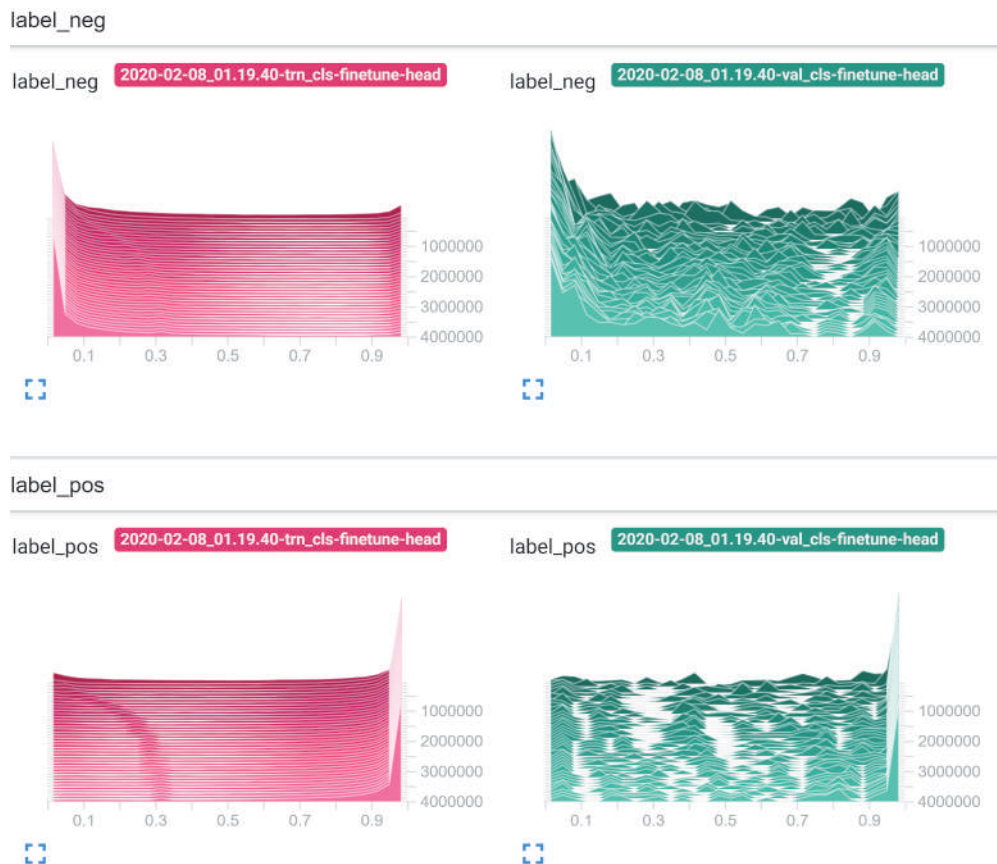 label_neg
label_neg 2020-02-08_01.19.40-trn_cls-finetune-head label_neg 2020-02-08_01.19.40-val_cls-finetune-head
1000000 1000000
2000000 2000000
3000000 3000000
4000000 4000000
0.1 0.3 0.5 0.7 0.9 0.1 0.3 0.5 0.7 0.9
label_pos
label_pos 2020-02-08_01.19.40-trn_cls-finetune-head label_pos 2020-02-08_01.19.40-val_cls-finetune-head
1000000 1000000
2000000 2000000
3000000 3000000
4000000 4000000
0.1 0.3 0.5 0.7 0.9 0.1 0.3 0.5 0.7 0.9